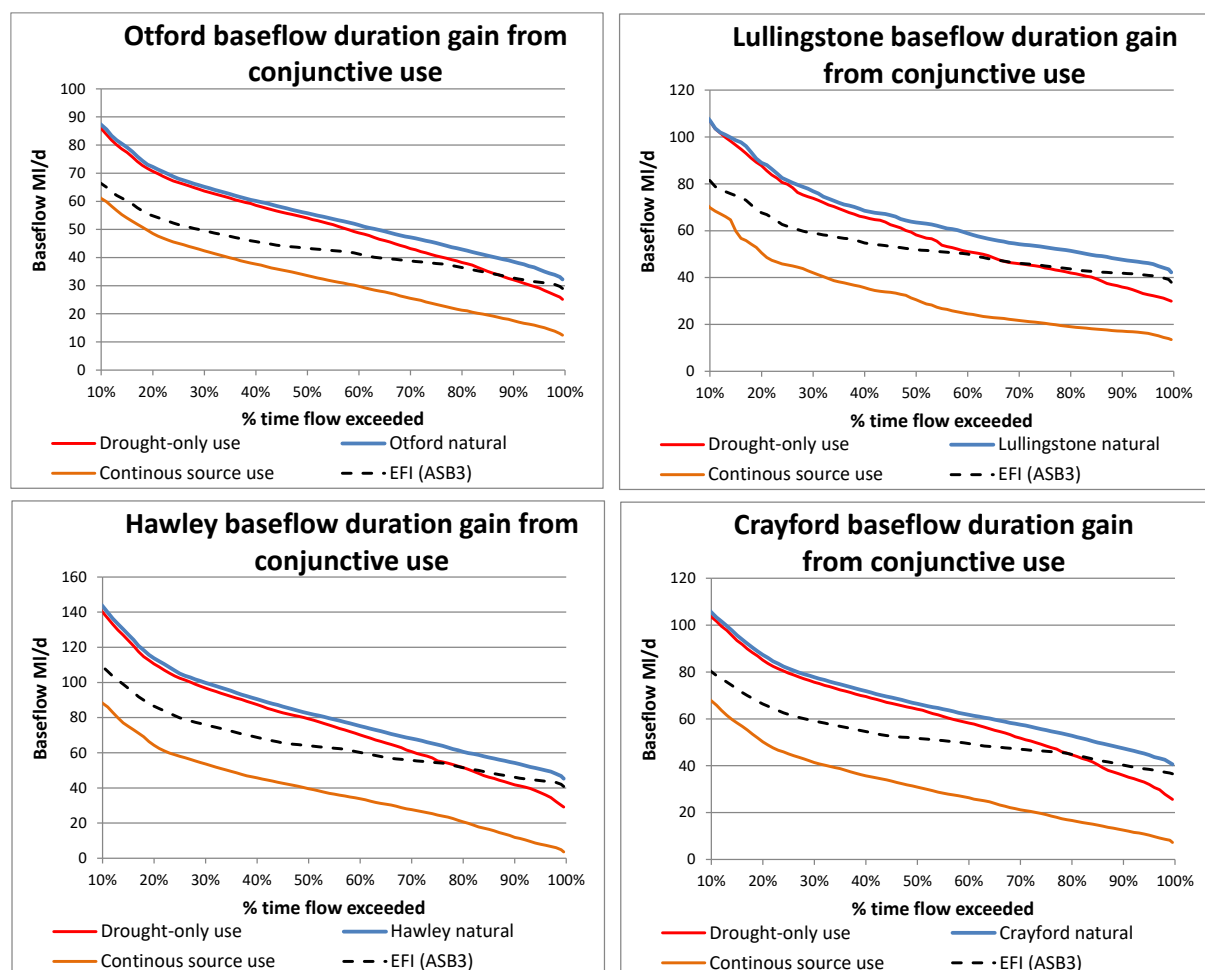 Otford baseflow duration gain from
conjunctive use
Baseflow Ml/d
100
90
80
70
60
50
40
30
20
10
0
10% 20% 30% 40% 50% 60% 70% 80% 90% 100%
% time flow exceeded
Drought-only use Otford natural
Continous source use EFI (ASB3)
Lullingstone baseflow duration gain
from conjunctive use
Baseflow Ml/d
120
100
80
60
40
20
0
10% 20% 30% 40% 50% 60% 70% 80% 90% 100%
% time flow exceeded
Drought-only use Lullingstone natural
Continous source use EFI (ASB3)
Hawley baseflow duration gain from
conjunctive use
Baseflow Ml/d
160
140
120
100
80
60
40
20
0
10% 20% 30% 40% 50% 60% 70% 80% 90% 100%
% time flow exceeded
Drought-only use Hawley natural
Continous source use EFI (ASB3)
Crayford baseflow duration gain
from conjunctive use
Baseflow Ml/d
120
100
80
60
40
20
0
10% 20% 30% 40% 50% 60% 70% 80% 90% 100%
% time flow exceeded
Drought-only use Crayford natural
Continous source use EFI (ASB3)